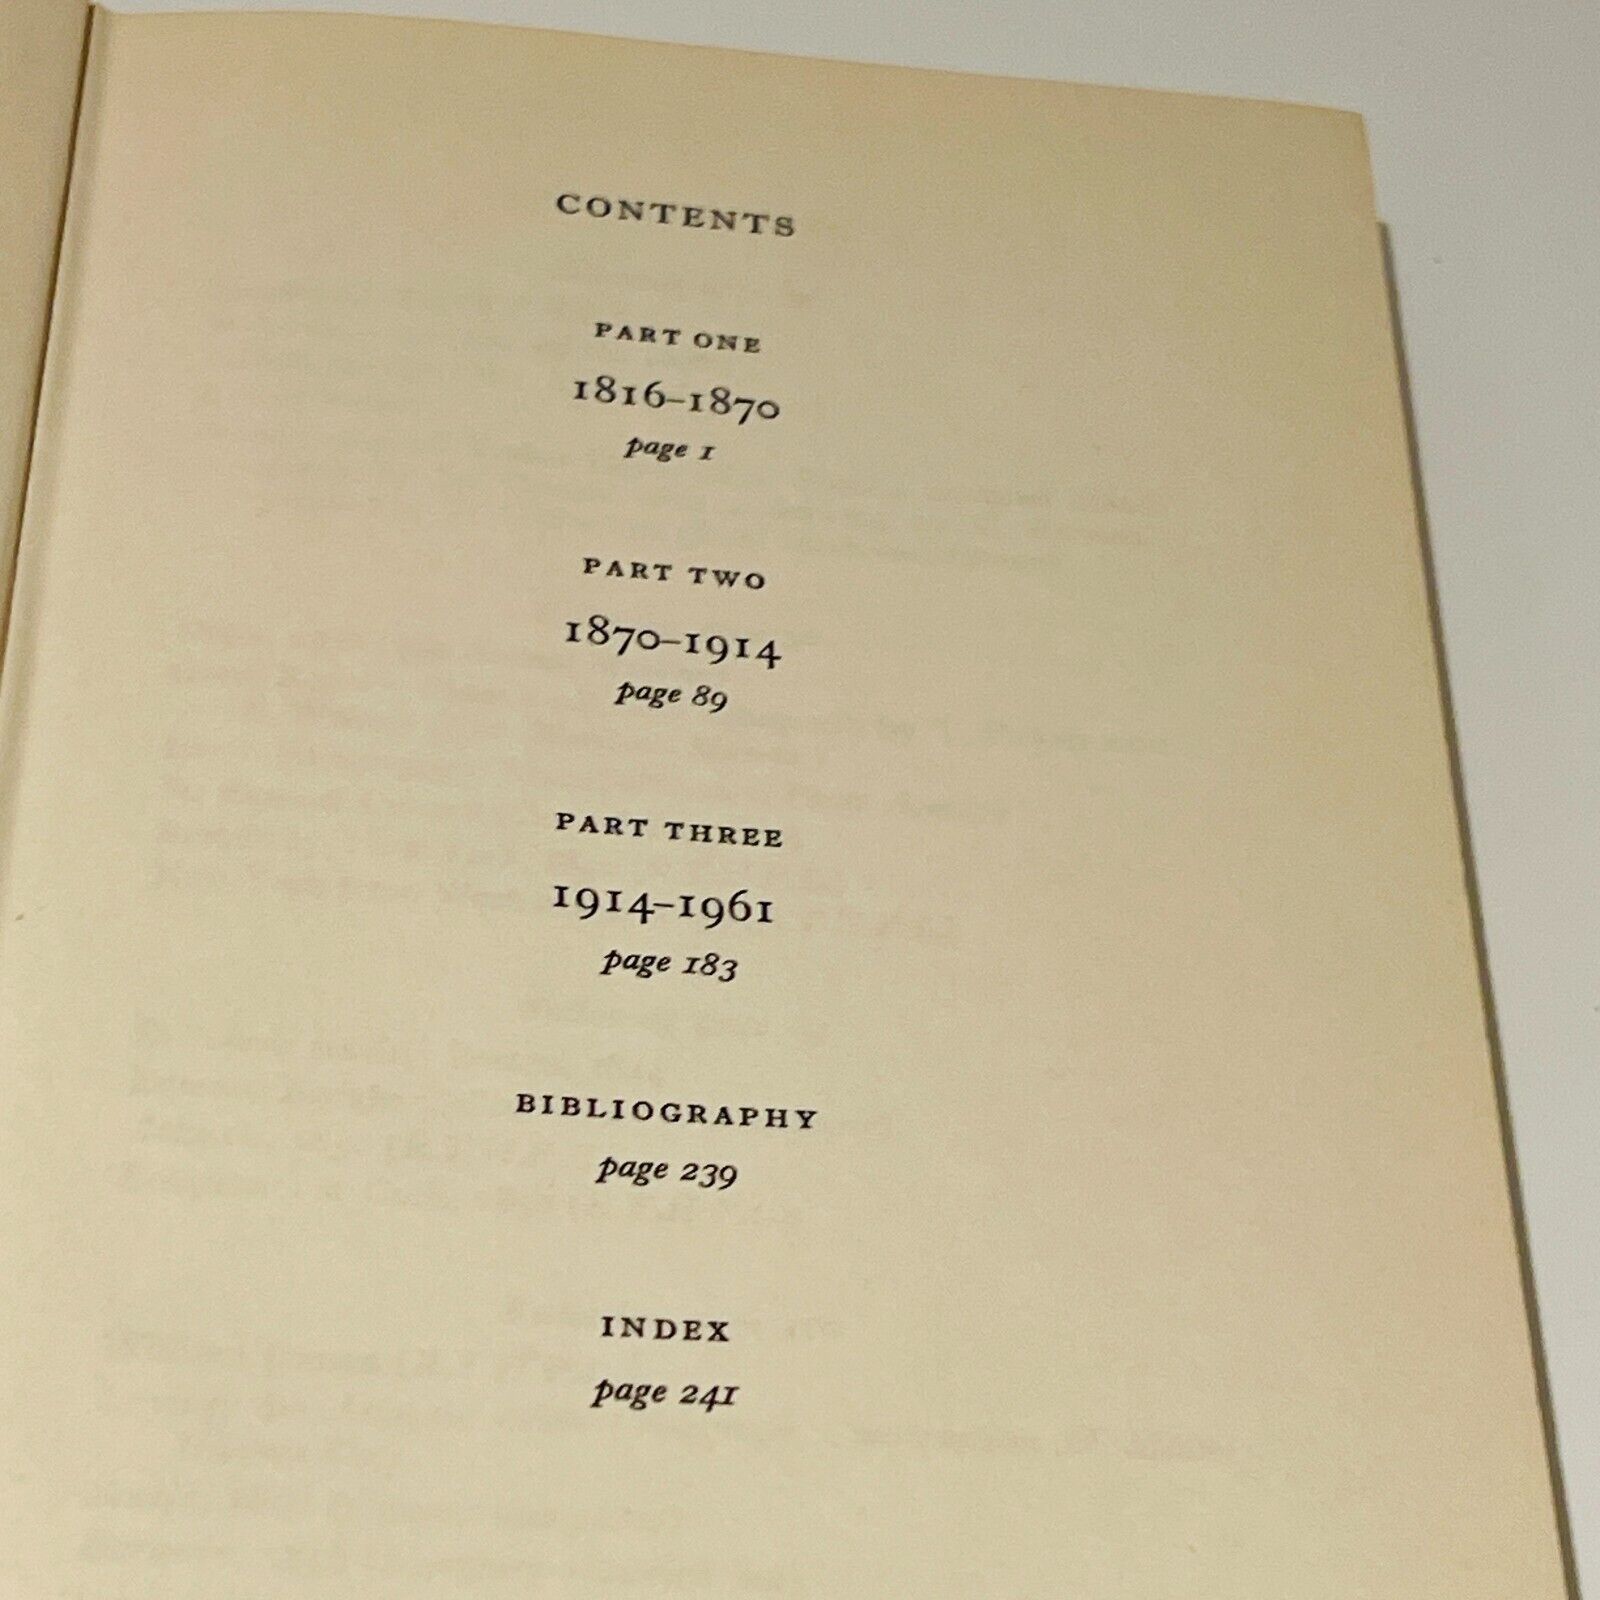 CONTENTS
PART ONE
1816–1870
page 1
PART TWO
1870–1914
page 89
PART THREE
1914–1961
page 183
BIBLIOGRAPHY
page 239
INDEX
page 241